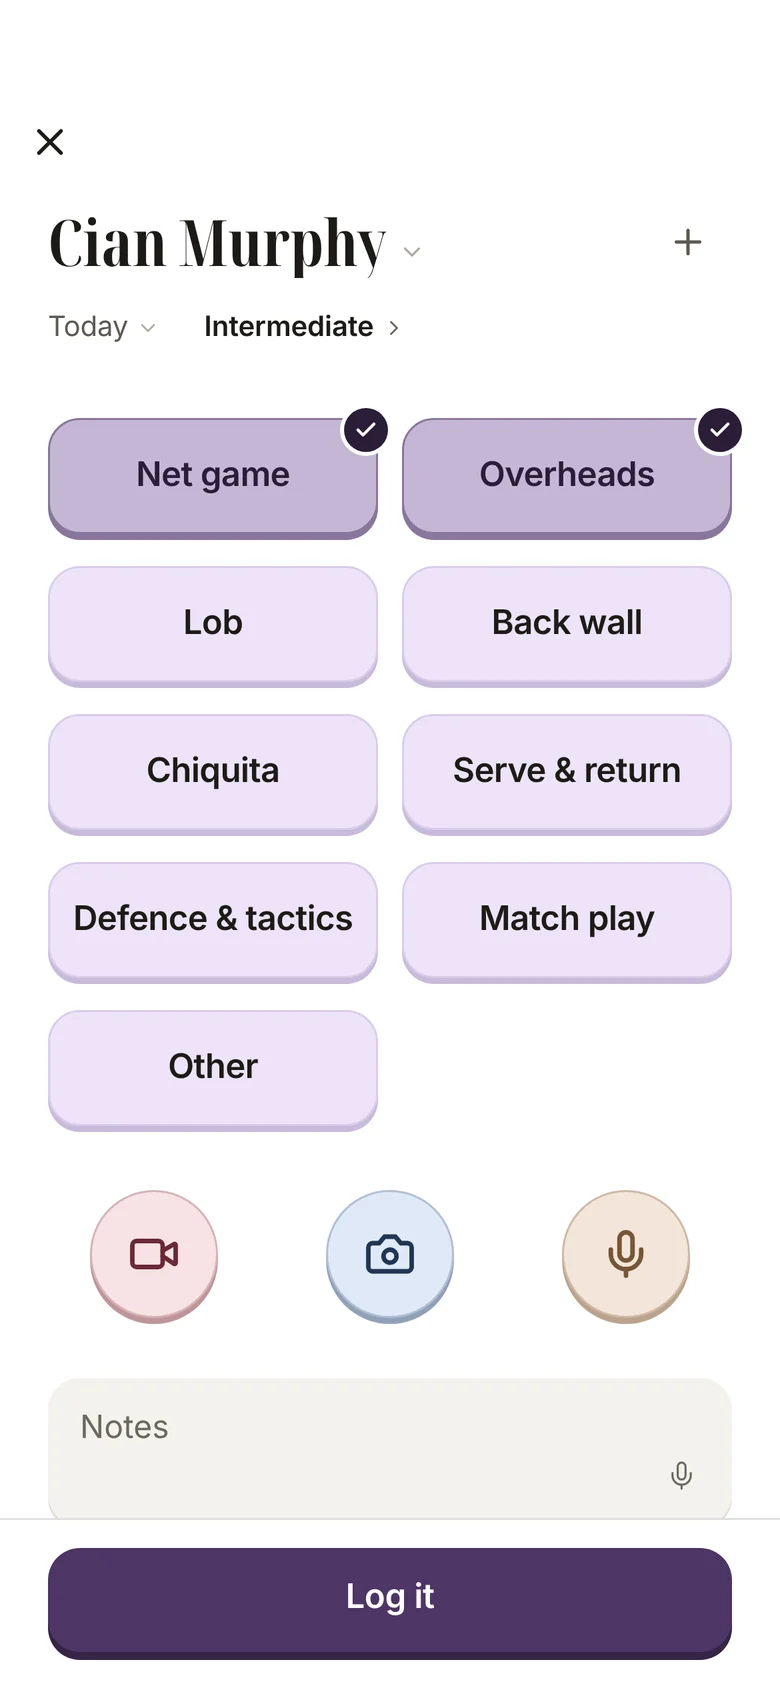 Cian Murphy
Today Intermediate
Net game Overheads
Lob Back wall
Chiquita Serve & return
Defence & tactics Match play
Other
Notes
Log it